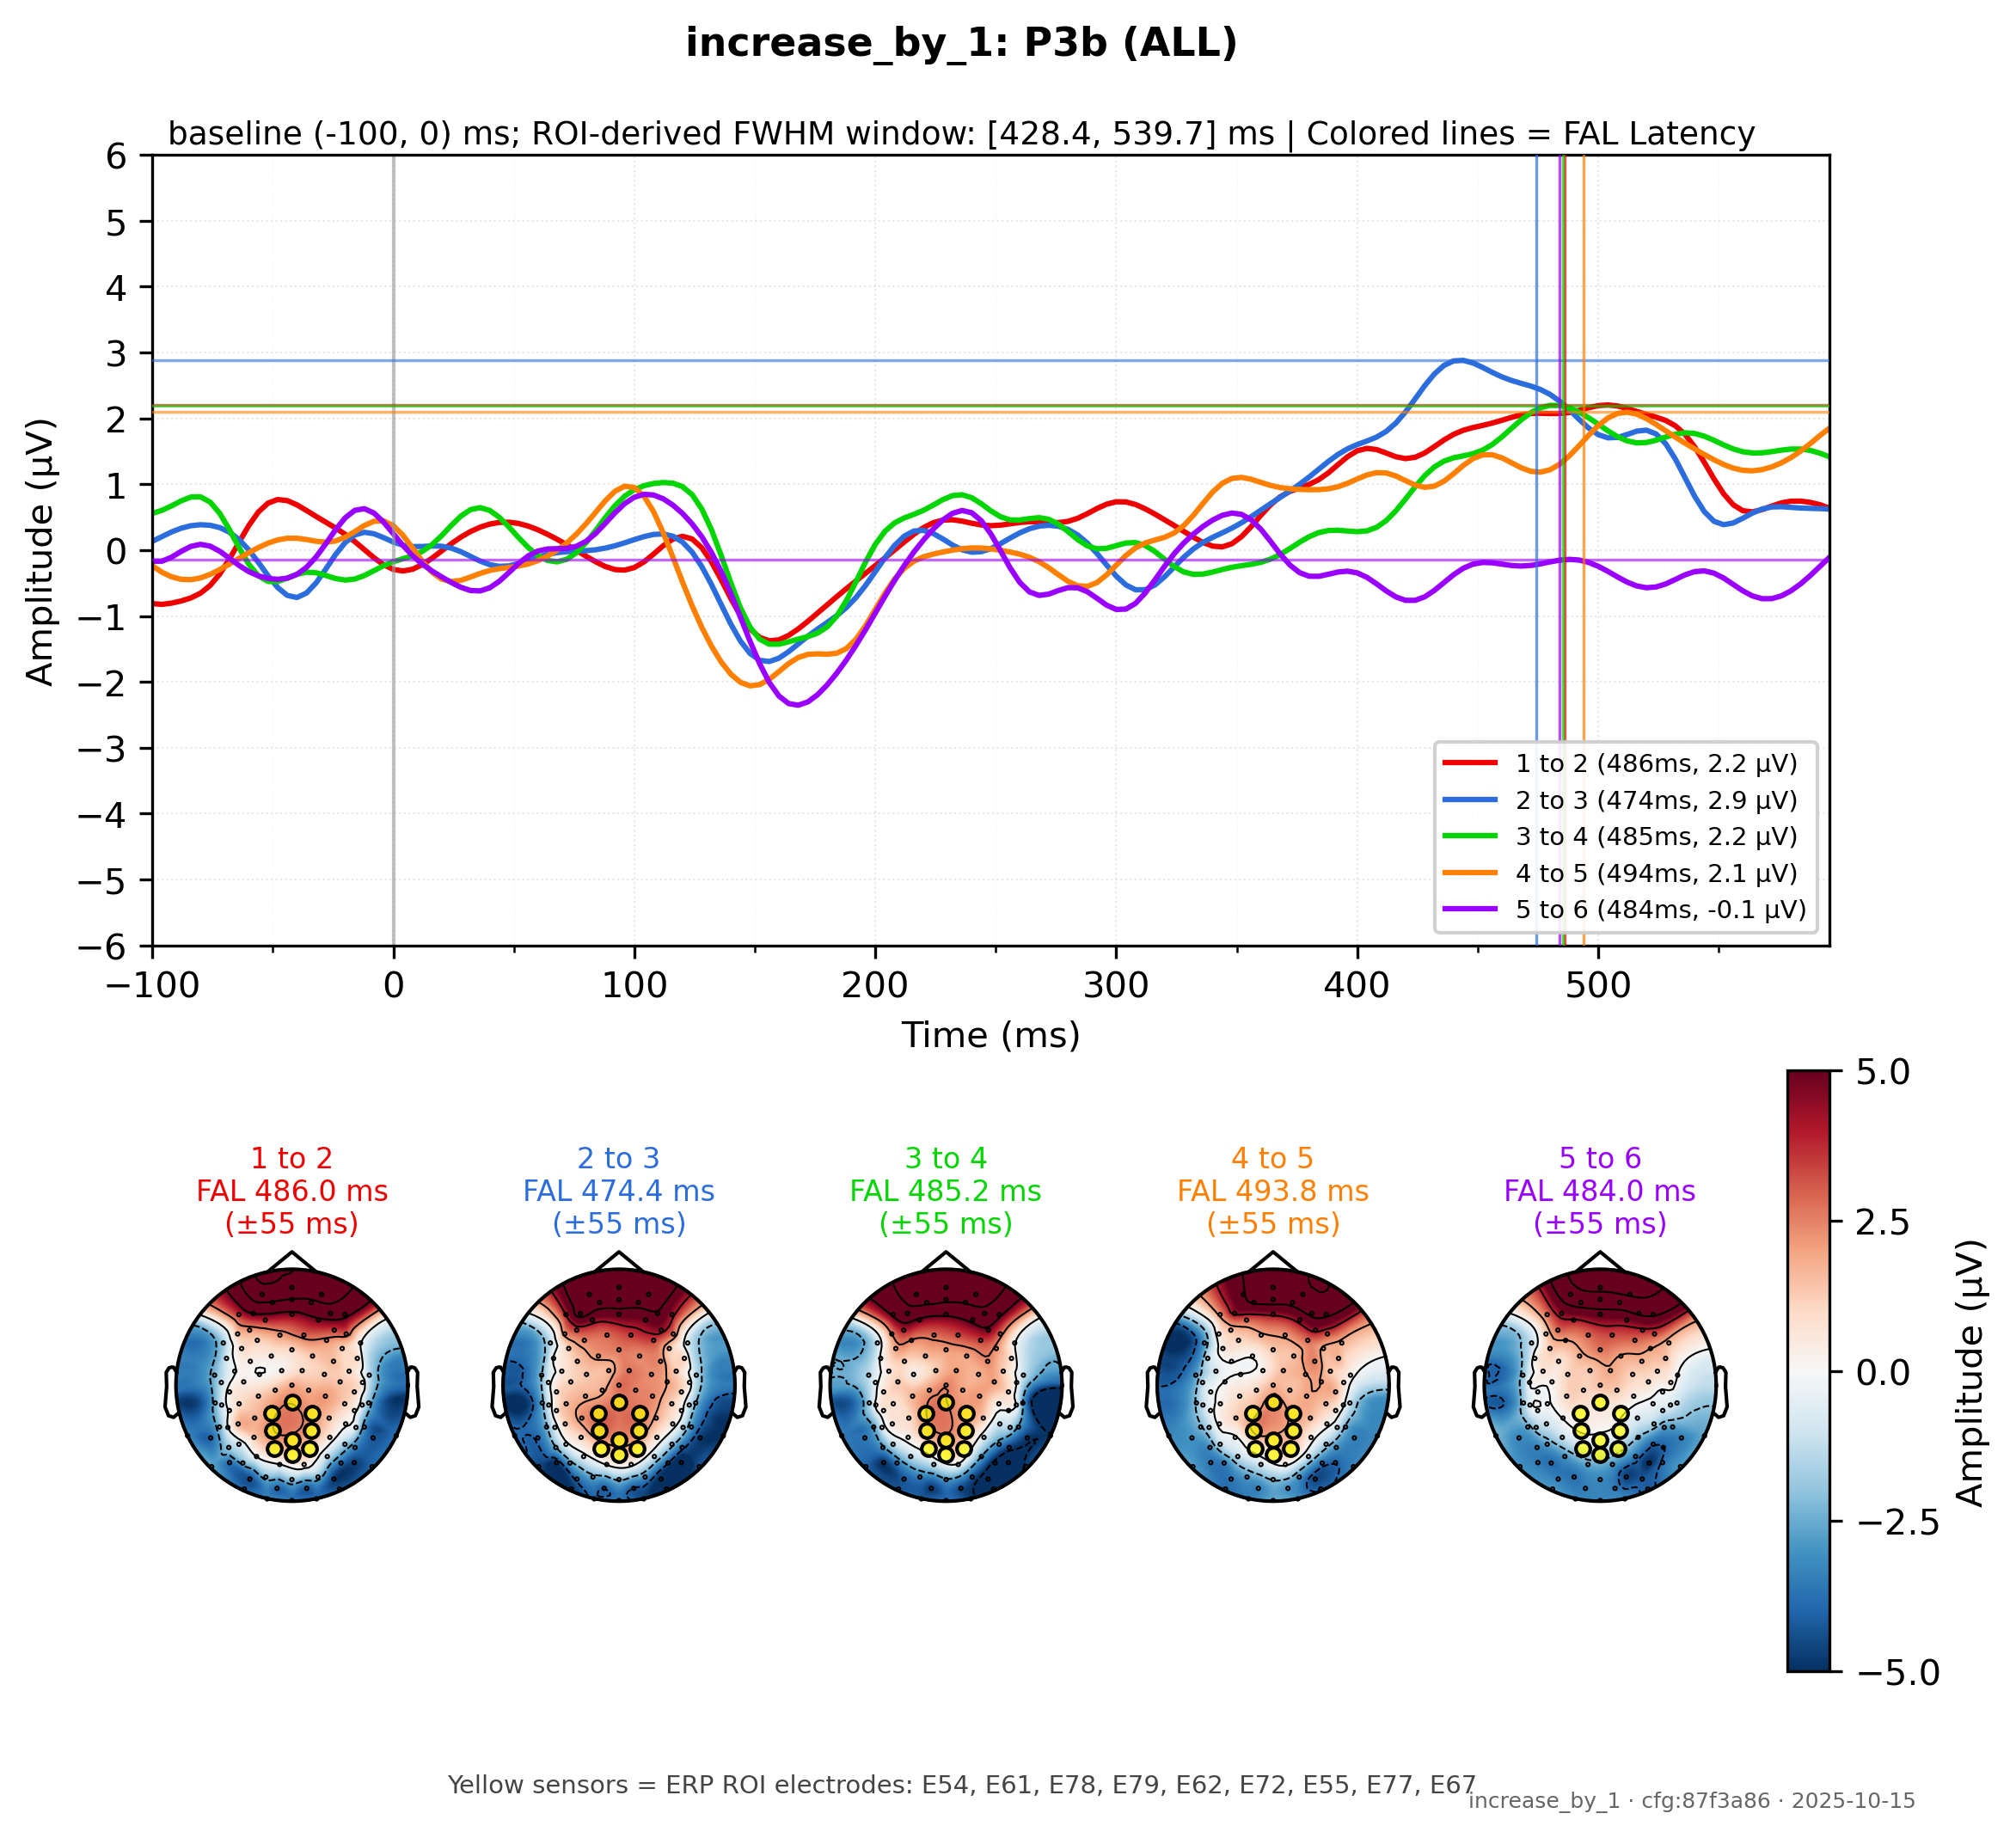 increase_by_1: P3b (ALL)
baseline (-100, 0) ms; ROI-derived FWHM window: [428.4, 539.7] ms | Colored lines = FAL Latency
6
5
4
3
2
1
0
−1
−2
−3
−4
−5
−6
Amplitude (µV)
1 to 2 (486ms, 2.2 µV)
2 to 3 (474ms, 2.9 µV)
3 to 4 (485ms, 2.2 µV)
4 to 5 (494ms, 2.1 µV)
5 to 6 (484ms, -0.1 µV)
−100 0 100 200 300 400 500
Time (ms)
1 to 2
FAL 486.0 ms
(±55 ms)
2 to 3
FAL 474.4 ms
(±55 ms)
3 to 4
FAL 485.2 ms
(±55 ms)
4 to 5
FAL 493.8 ms
(±55 ms)
5 to 6
FAL 484.0 ms
(±55 ms)
5.0
2.5
0.0
−2.5
−5.0
Amplitude (µV)
Yellow sensors = ERP ROI electrodes: E54, E61, E78, E79, E62, E72, E55, E77, E67
increase_by_1 · cfg:87f3a86 · 2025-10-15